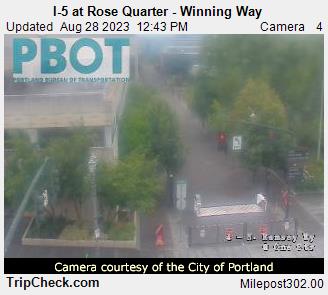 I-5 at Rose Quarter - Winning Way
Updated Aug 28 2023 12:43 PM Camera 4
PBOT
PORTLAND BUREAU OF TRANSPORTATION
Camera courtesy of the City of Portland
TripCheck.com Milepost302.00